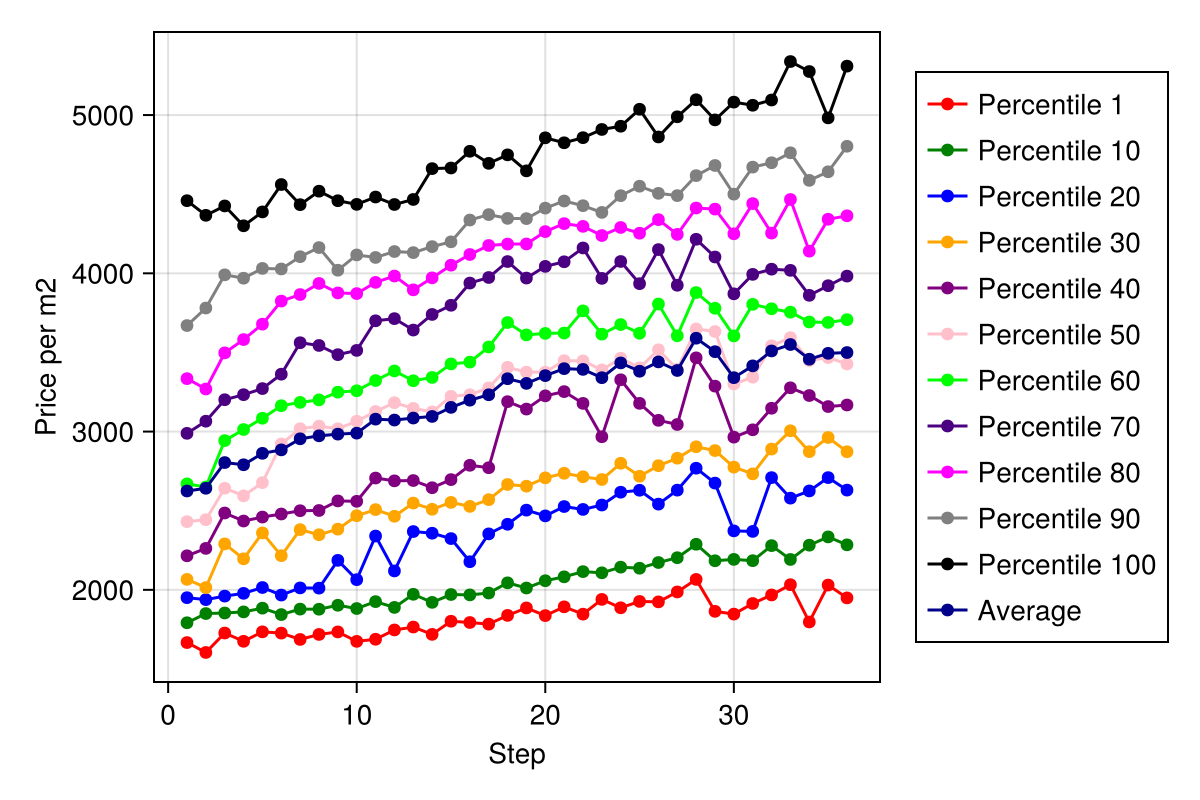 Price per m2
5000
4000
3000
2000
0
10
20
30
Step
Percentile 1
Percentile 10
Percentile 20
Percentile 30
Percentile 40
Percentile 50
Percentile 60
Percentile 70
Percentile 80
Percentile 90
Percentile 100
Average